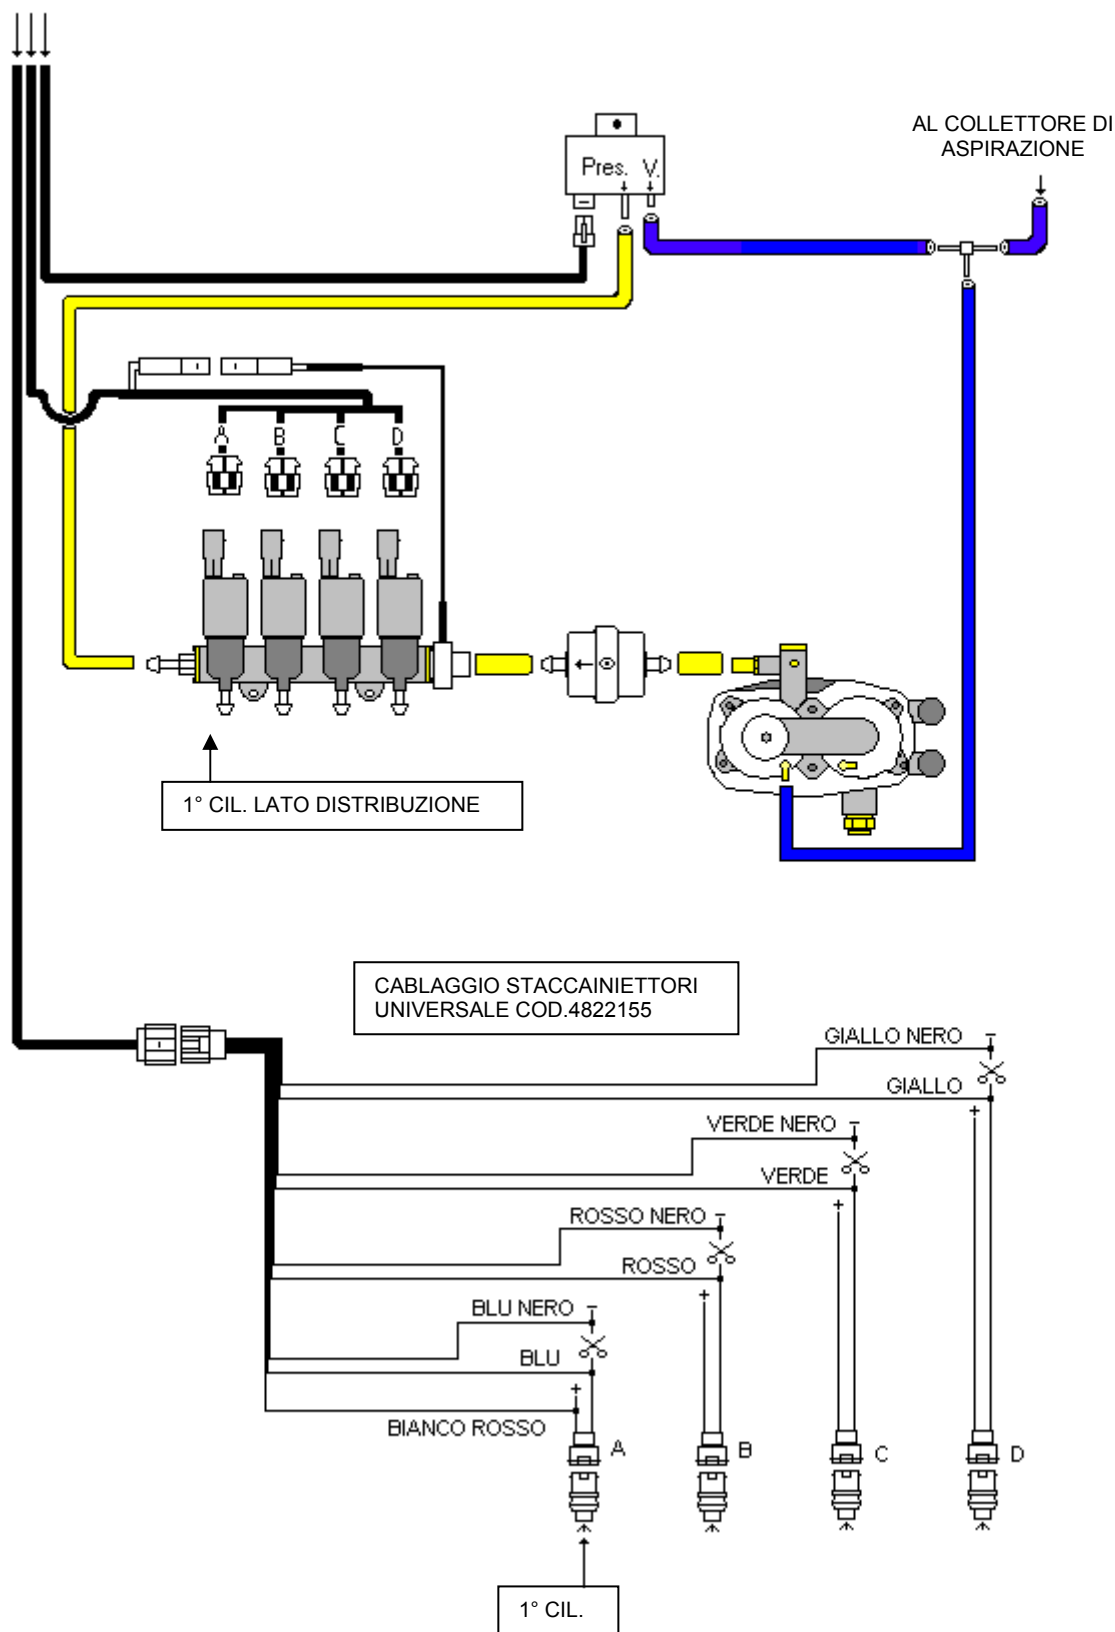 AL COLLETTORE DI
ASPIRAZIONE
Pres. V.
A B C D
1° CIL. LATO DISTRIBUZIONE
CABLAGGIO STACCAINIETTORI
UNIVERSALE COD.4822155
GIALLO NERO -
GIALLO
+
VERDE NERO -
VERDE
+
ROSSO NERO -
ROSSO
+
BLU NERO -
BLU
+
BIANCO ROSSO
A B C D
1° CIL.